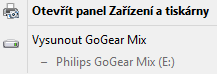 Otevřít panel Zařízení a tiskárny
Vysunout GoGear Mix
- Philips GoGear Mix (E:)